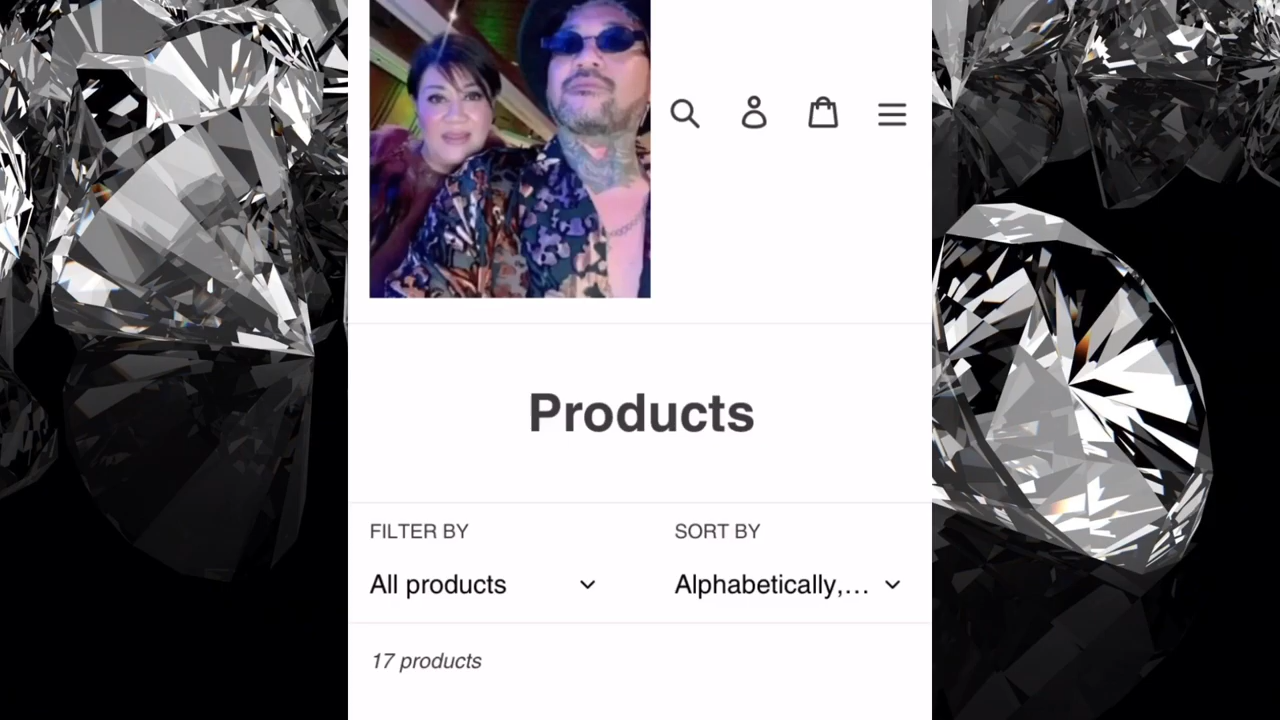 Products
FILTER BY
SORT BY
All products
Alphabetically,...
17 products